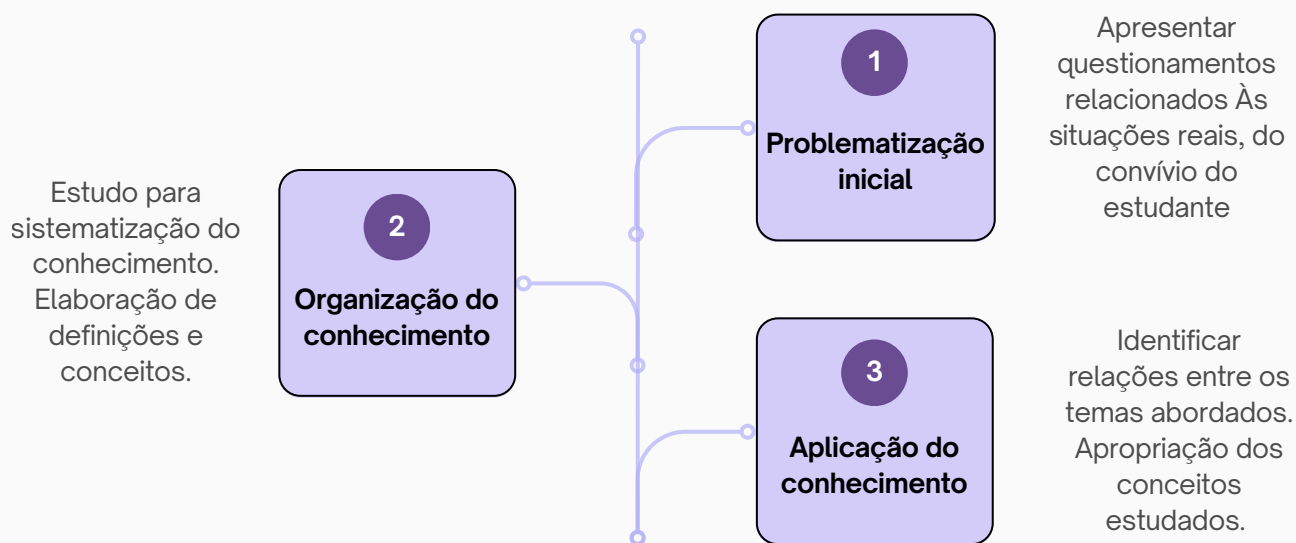 1
Problematização
inicial
Apresentar
questionamentos
relacionados Às
situações reais, do
convívio do
estudante
2
Organização do
conhecimento
Estudo para
sistematização do
conhecimento.
Elaboração de
definições e
conceitos.
3
Aplicação do
conhecimento
Identificar
relações entre os
temas abordados.
Apropriação dos
conceitos
estudados.